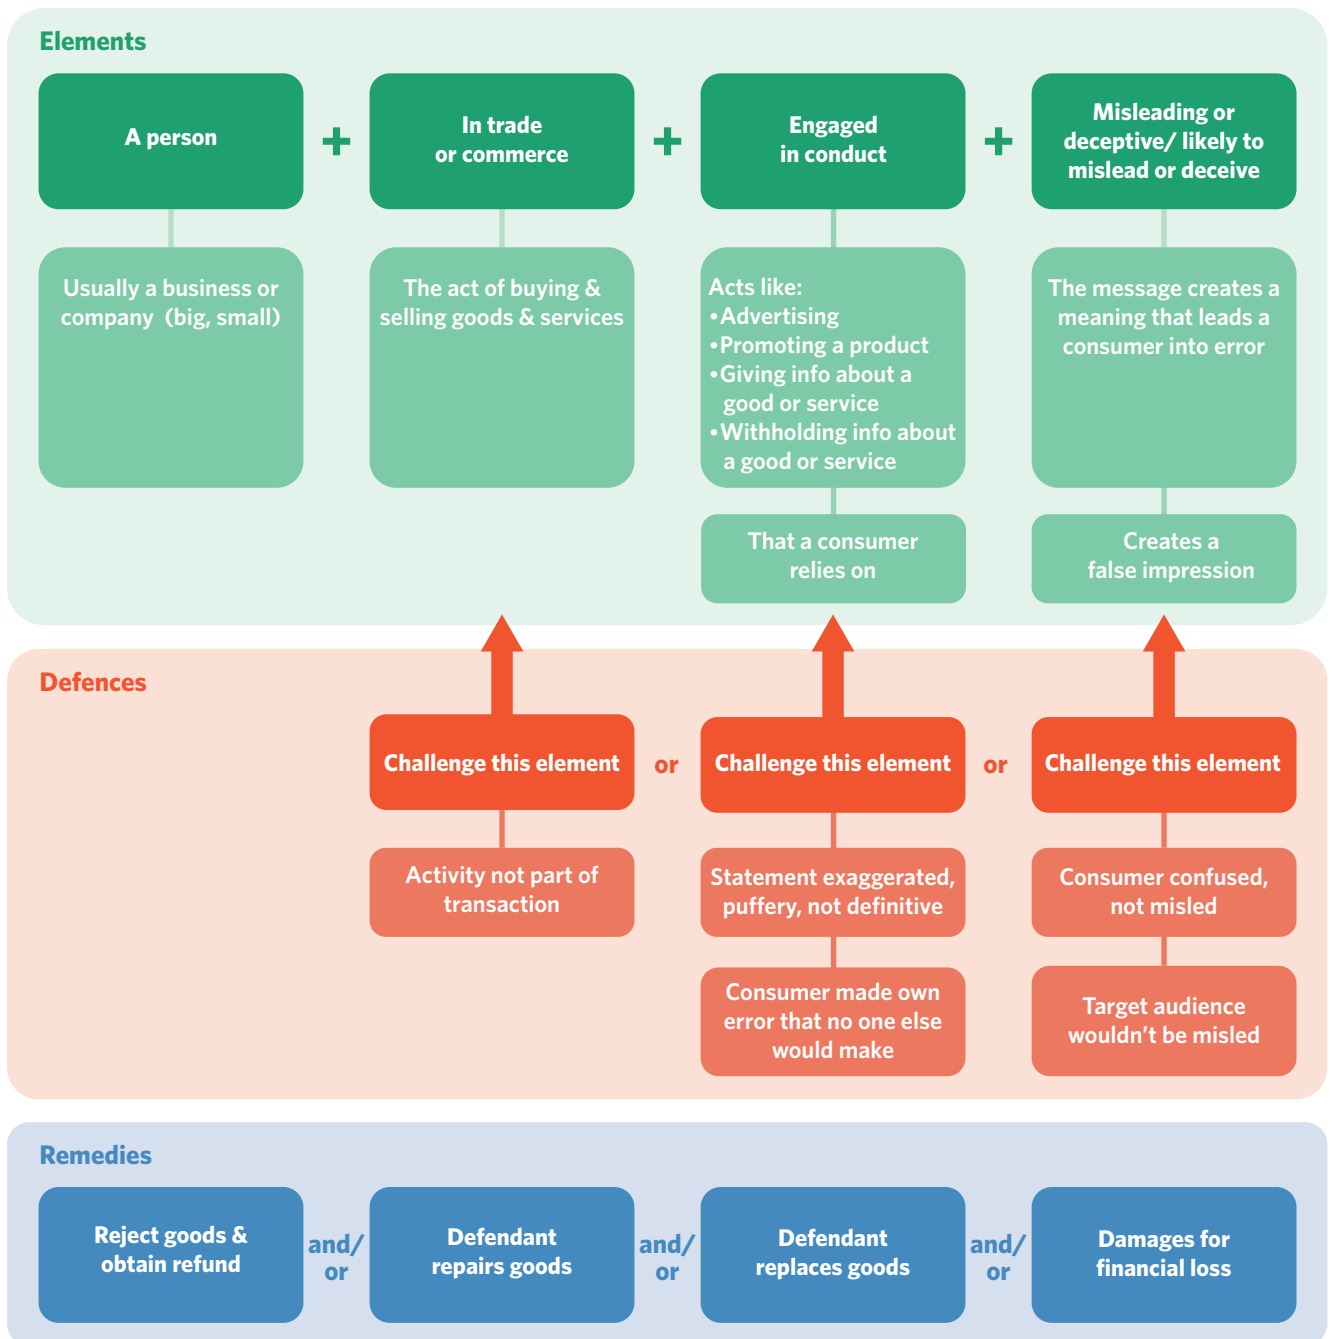 Elements
A person
+
In trade
or commerce
+
Engaged
in conduct
+
Misleading or
deceptive/ likely to
mislead or deceive
Usually a business or
company (big, small)
The act of buying &
selling goods & services
Acts like:
•Advertising
•Promoting a product
•Giving info about a
good or service
•Withholding info about
a good or service
The message creates a
meaning that leads a
consumer into error
That a consumer
relies on
Creates a
false impression
Defences
Challenge this element
or
Challenge this element
or
Challenge this element
Activity not part of
transaction
Statement exaggerated,
puffery, not definitive
Consumer confused,
not misled
Consumer made own
error that no one else
would make
Target audience
wouldn't be misled
Remedies
Reject goods &
obtain refund
and/
or
Defendant
repairs goods
and/
or
Defendant
replaces goods
and/
or
Damages for
financial loss